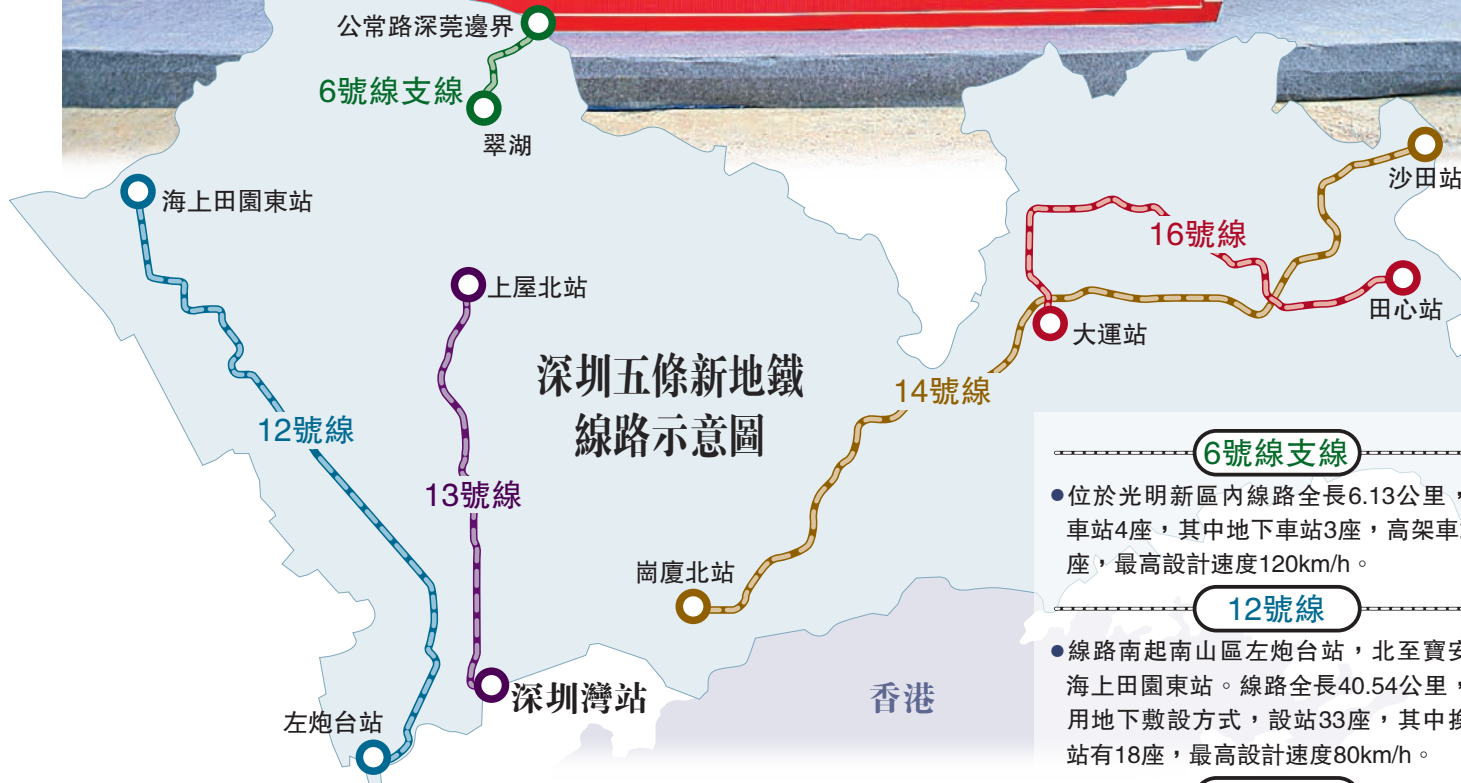 公常路深莞邊界
6號線支線
翠湖
海上田園東站
沙田站
16號線
上屋北站
田心站
大運站
深圳五條新地鐵
線路示意圖
14號線
12號線
13號線
崗廈北站
深圳灣站
香港
左炮台站
6號線支線
●位於光明新區內線路全長6.13公里，
車站4座，其中地下車站3座，高架車
座，最高設計速度120km/h。
12號線
●線路南起南山區左炮台站，北至寶安
海上田園東站。線路全長40.54公里，
用地下敷設方式，設站33座，其中換
站有18座，最高設計速度80km/h。